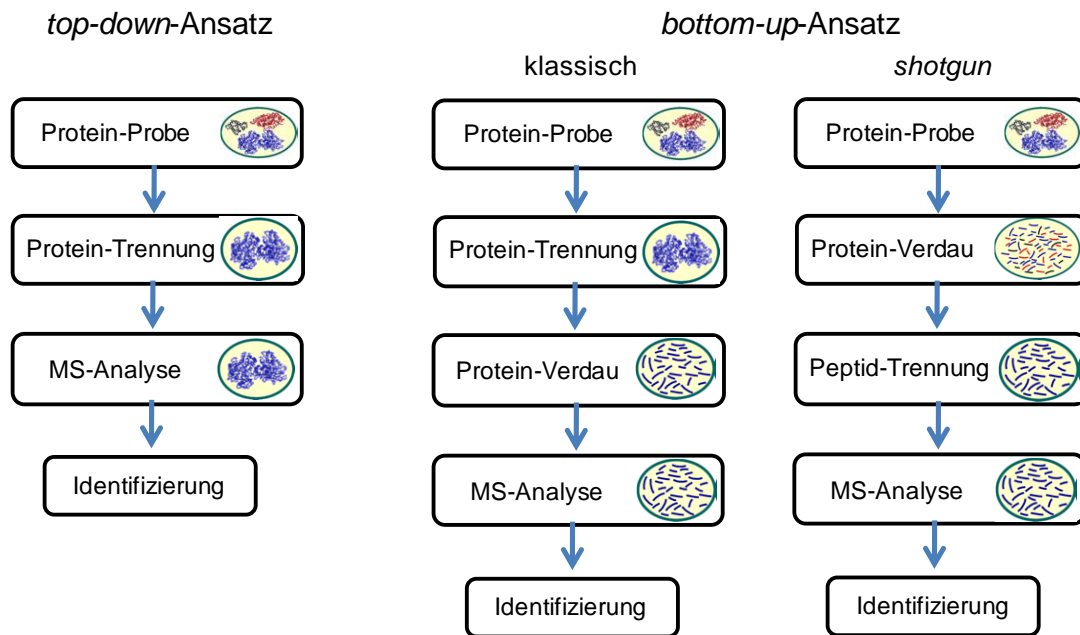 top-down-Ansatz
bottom-up-Ansatz
klassisch
shotgun
Protein-Probe
Protein-Trennung
MS-Analyse
Identifizierung
Protein-Probe
Protein-Trennung
Protein-Verdau
MS-Analyse
Identifizierung
Protein-Probe
Protein-Verdau
Peptid-Trennung
MS-Analyse
Identifizierung